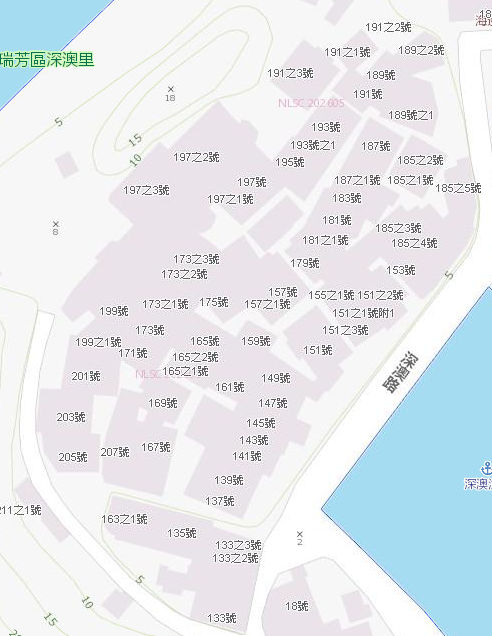 18
海邊
191之2號
191之1號
189之2號
瑞芳區深澳里
191之3號
189號
×
18
191號
NLSC 202605
189號之1
5
193號
15
193號之1
187號
10
197之2號
195號
185之2號
197號
187之1號
185之1號
197之3號
185之5號
197之1號
183號
×
8
181號
185之3號
181之1號
185之4號
173之3號
179號
153號
173之2號
5
157號
155之1號
151之2號
173之1號
175號
157之1號
199號
151之1號附1
173號
151之3號
199之1號
165號
159號
171號
165之2號
151號
深澳路
165之1號
NLSC
201號
149號
161號
169號
147號
203號
145號
143號
205號
207號
167號
141號
深澳漁
139號
137號
211之1號
163之1號
135號
×
2
133之3號
133之2號
5
10
18號
15
133號
20